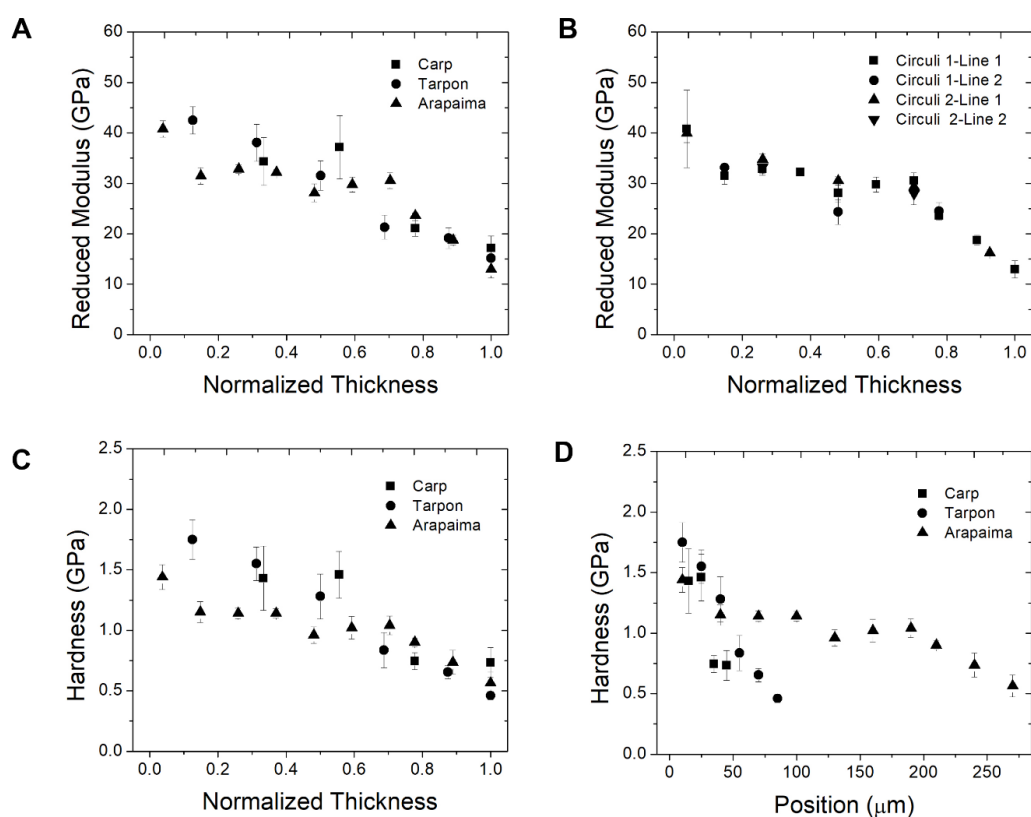 A
Reduced Modulus (GPa)
60
50
40
30
20
10
0
Carp
Tarpon
Arapaima
0.0 0.2 0.4 0.6 0.8 1.0
Normalized Thickness
B
Reduced Modulus (GPa)
60
50
40
30
20
10
0
Circuli 1-Line 1
Circuli 1-Line 2
Circuli 2-Line 1
Circuli 2-Line 2
0.0 0.2 0.4 0.6 0.8 1.0
Normalized Thickness
C
Hardness (GPa)
2.5
2.0
1.5
1.0
0.5
0.0
Carp
Tarpon
Arapaima
0.0 0.2 0.4 0.6 0.8 1.0
Normalized Thickness
D
Hardness (GPa)
2.5
2.0
1.5
1.0
0.5
0.0
Carp
Tarpon
Arapaima
0 50 100 150 200 250
Position (μm)